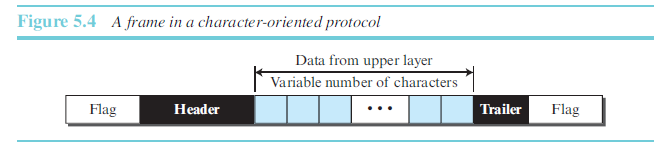 Figure 5.4 A frame in a character-oriented protocol
Data from upper layer
Variable number of characters
Flag Header ••• Trailer Flag